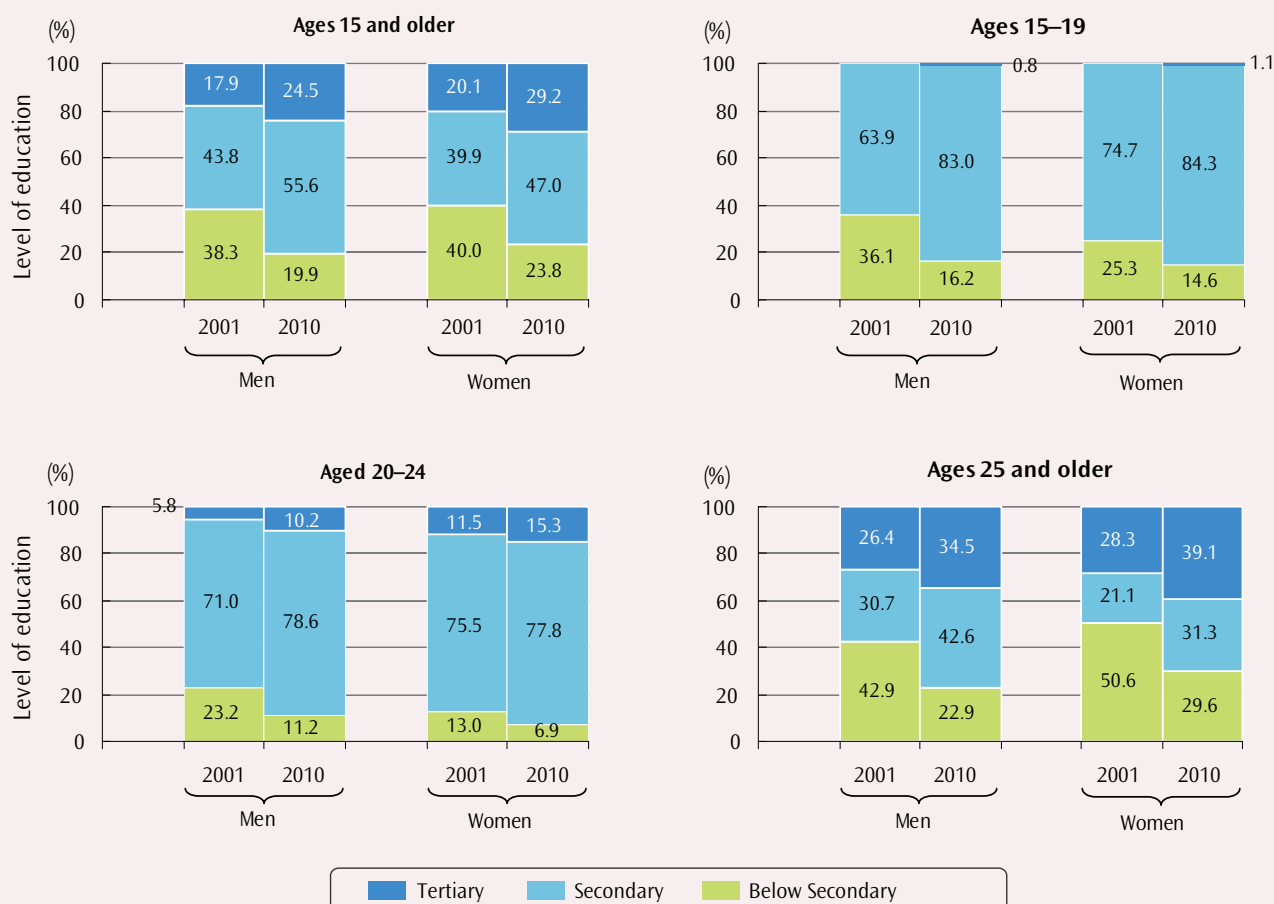 (%) Ages 15 and older
100
80
60
40
20
0
Level of education
17.9 24.5 20.1 29.2
43.8 55.6 39.9 47.0
38.3 19.9 40.0 23.8
2001 2010 2001 2010
Men Women
(%) Ages 15–19
100
80
60
40
20
0
0.8 1.1
63.9 83.0 74.7 84.3
36.1 16.2 25.3 14.6
2001 2010 2001 2010
Men Women
(%) Aged 20–24
100
80
60
40
20
0
Level of education
5.8 10.2 11.5 15.3
71.0 78.6 75.5 77.8
23.2 11.2 13.0 6.9
2001 2010 2001 2010
Men Women
(%) Ages 25 and older
100
80
60
40
20
0
26.4 34.5 28.3 39.1
30.7 42.6 21.1 31.3
42.9 22.9 50.6 29.6
2001 2010 2001 2010
Men Women
Tertiary Secondary Below Secondary